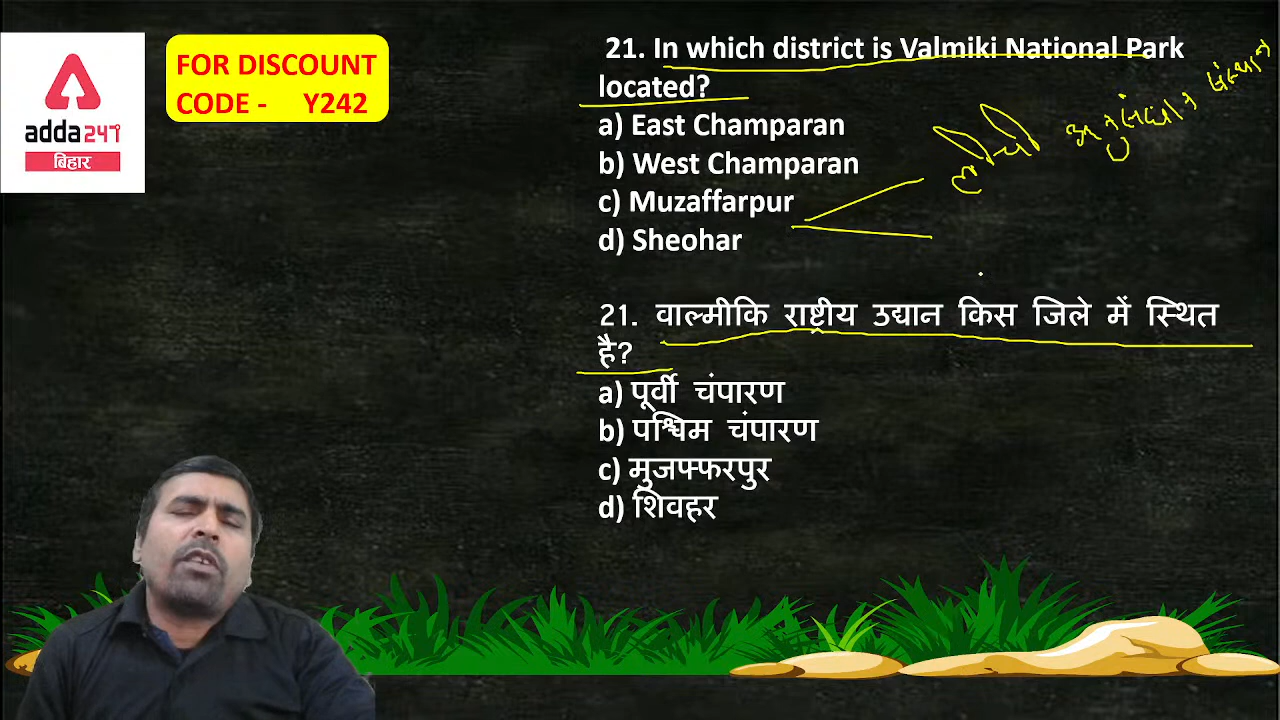 adda247
बिहार
FOR DISCOUNT
CODE - Y242
21. In which district is Valmiki National Park
located?
a) East Champaran
b) West Champaran
c) Muzaffarpur
d) Sheohar
लीची अनुसंधान संस्थान
21. वाल्मीकि राष्ट्रीय उद्यान किस जिले में स्थित
है?
a) पूर्वी चंपारण
b) पश्चिम चंपारण
c) मुजफ्फरपुर
d) शिवहर